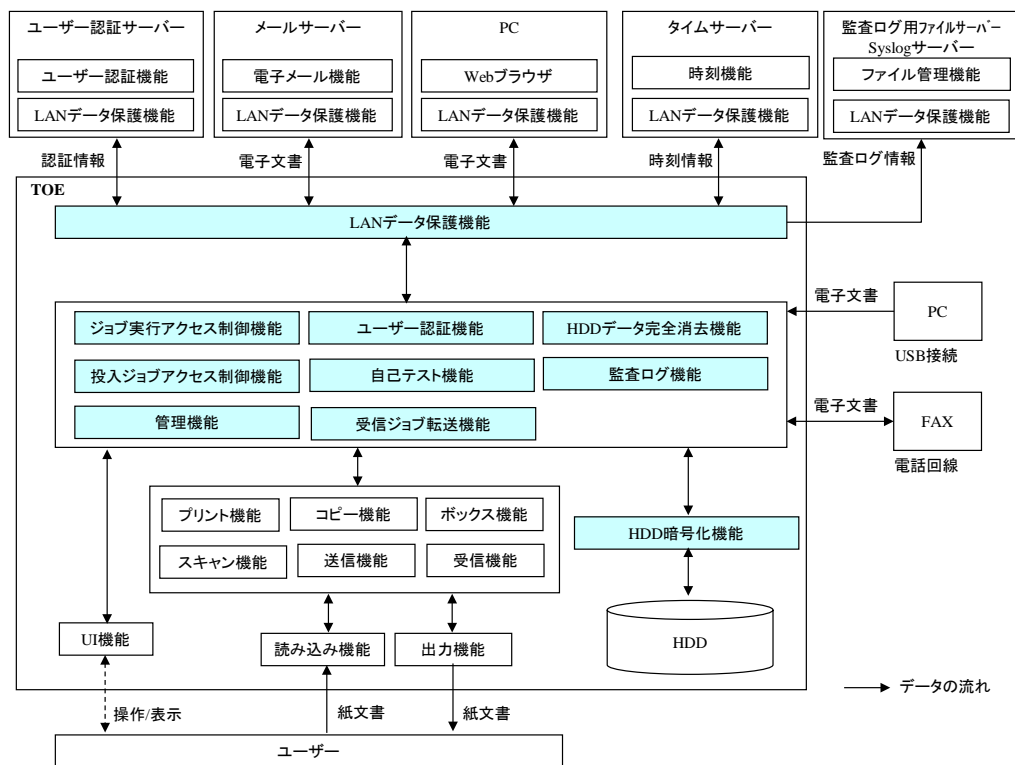 ユーザー認証サーバー
ユーザー認証機能
LANデータ保護機能
メールサーバー
電子メール機能
LANデータ保護機能
PC
Webブラウザ
LANデータ保護機能
タイムサーバー
時刻機能
LANデータ保護機能
監査ログ用ファイルサーバー
Syslogサーバー
ファイル管理機能
LANデータ保護機能
認証情報
電子文書
電子文書
時刻情報
監査ログ情報
TOE
LANデータ保護機能
ジョブ実行アクセス制御機能
ユーザー認証機能
HDDデータ完全消去機能
投入ジョブアクセス制御機能
自己テスト機能
監査ログ機能
管理機能
受信ジョブ転送機能
電子文書
PC
USB接続
電子文書
FAX
電話回線
プリント機能
コピー機能
ボックス機能
スキャン機能
送信機能
受信機能
HDD暗号化機能
HDD
UI機能
読み込み機能
出力機能
データの流れ
操作/表示
紙文書
紙文書
ユーザー